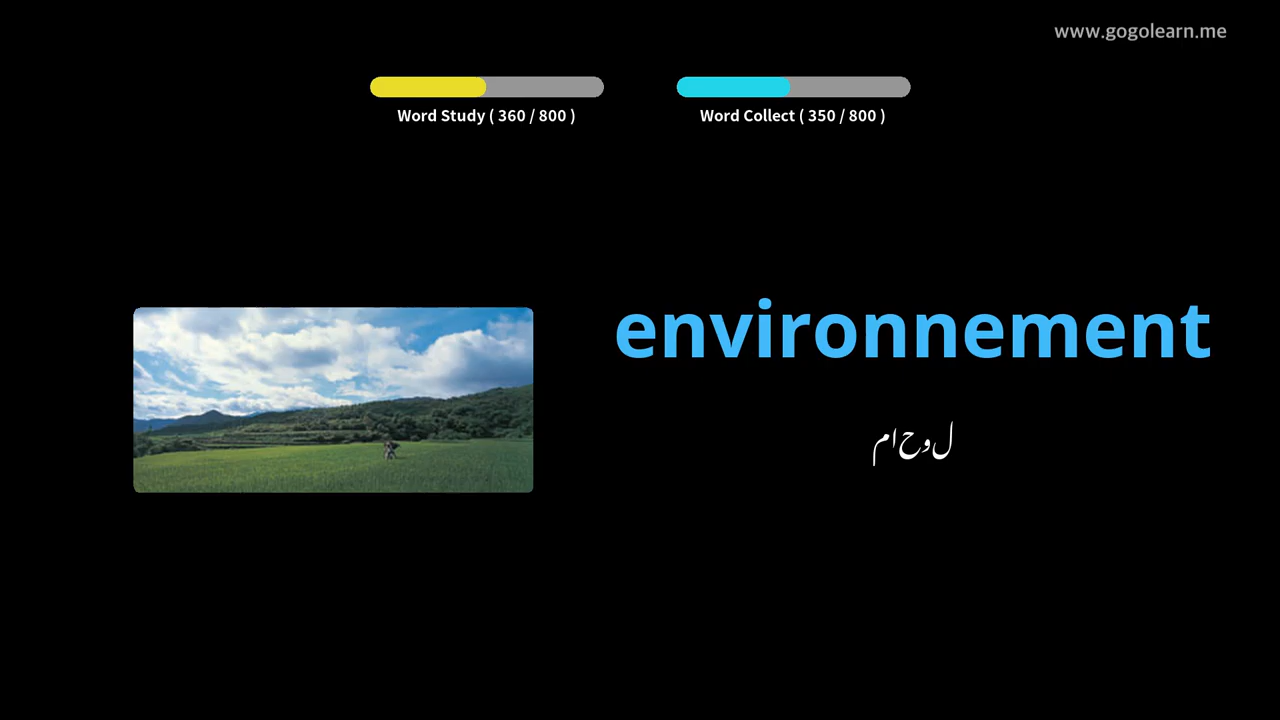 www.gogolearn.me
Word Study ( 360 / 800 )
Word Collect ( 350 / 800 )
environnement
ماحول